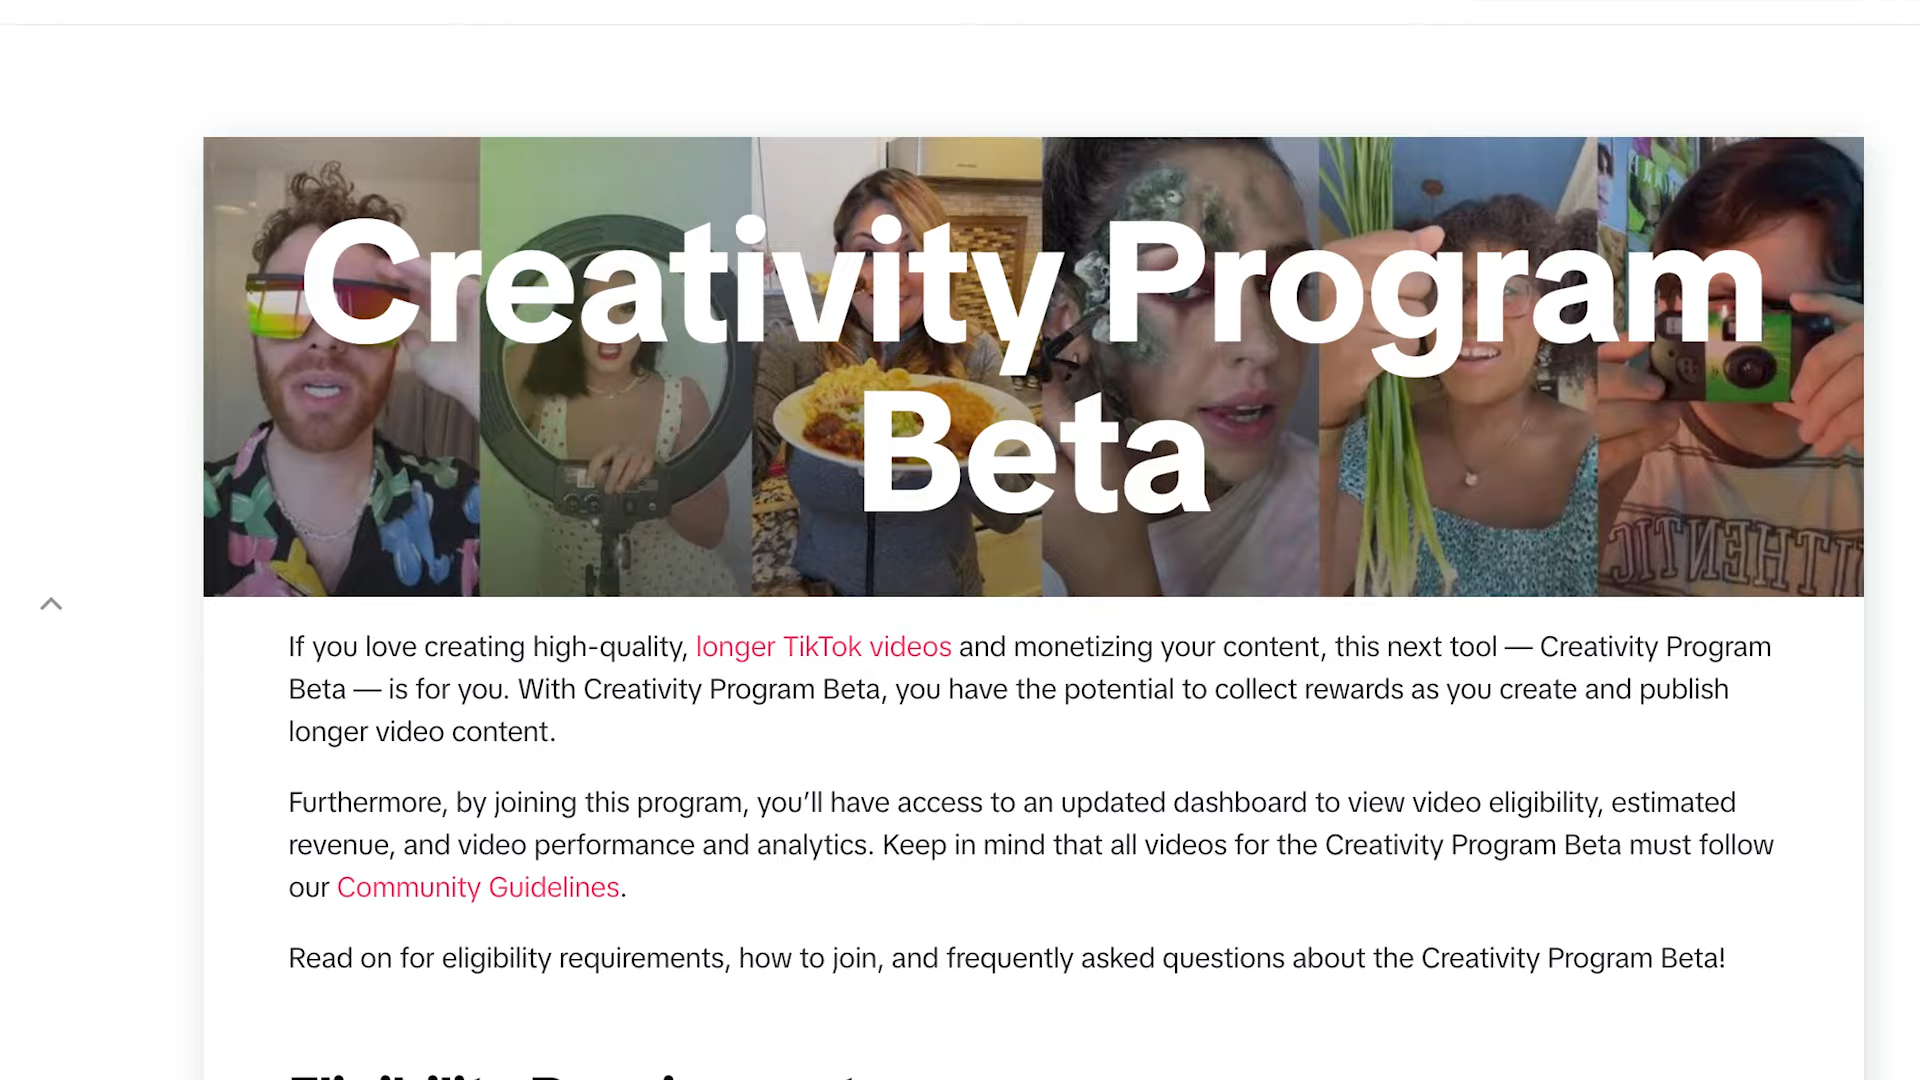 Creativity Program
Beta
If you love creating high-quality, longer TikTok videos and monetizing your content, this next tool — Creativity Program
Beta — is for you. With Creativity Program Beta, you have the potential to collect rewards as you create and publish
longer video content.
Furthermore, by joining this program, you’ll have access to an updated dashboard to view video eligibility, estimated
revenue, and video performance and analytics. Keep in mind that all videos for the Creativity Program Beta must follow
our Community Guidelines.
Read on for eligibility requirements, how to join, and frequently asked questions about the Creativity Program Beta!